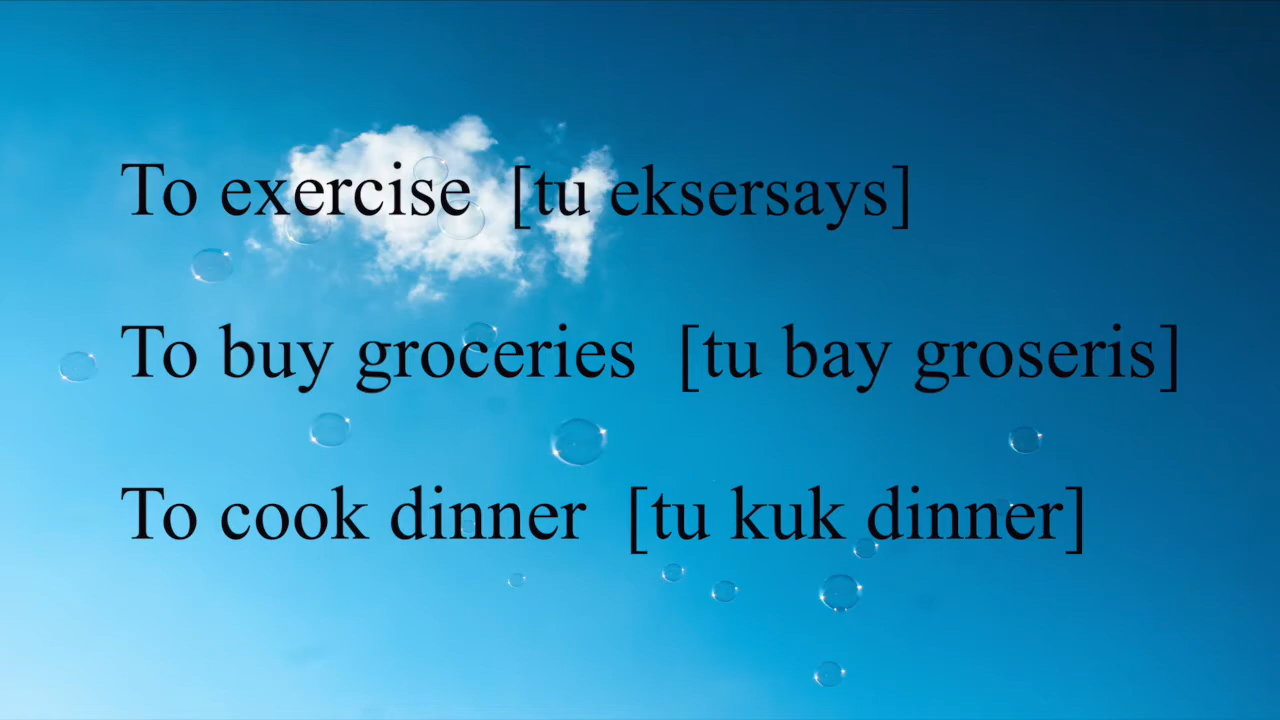 To exercise [tu eksersays]
To buy groceries [tu bay groseris]
To cook dinner [tu kuk dinner]